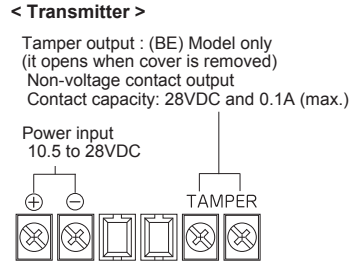 < Transmitter >
Tamper output : (BE) Model only
(it opens when cover is removed)
Non-voltage contact output
Contact capacity: 28VDC and 0.1A (max.)
Power input
10.5 to 28VDC
⊕ ⊖ TAMPER